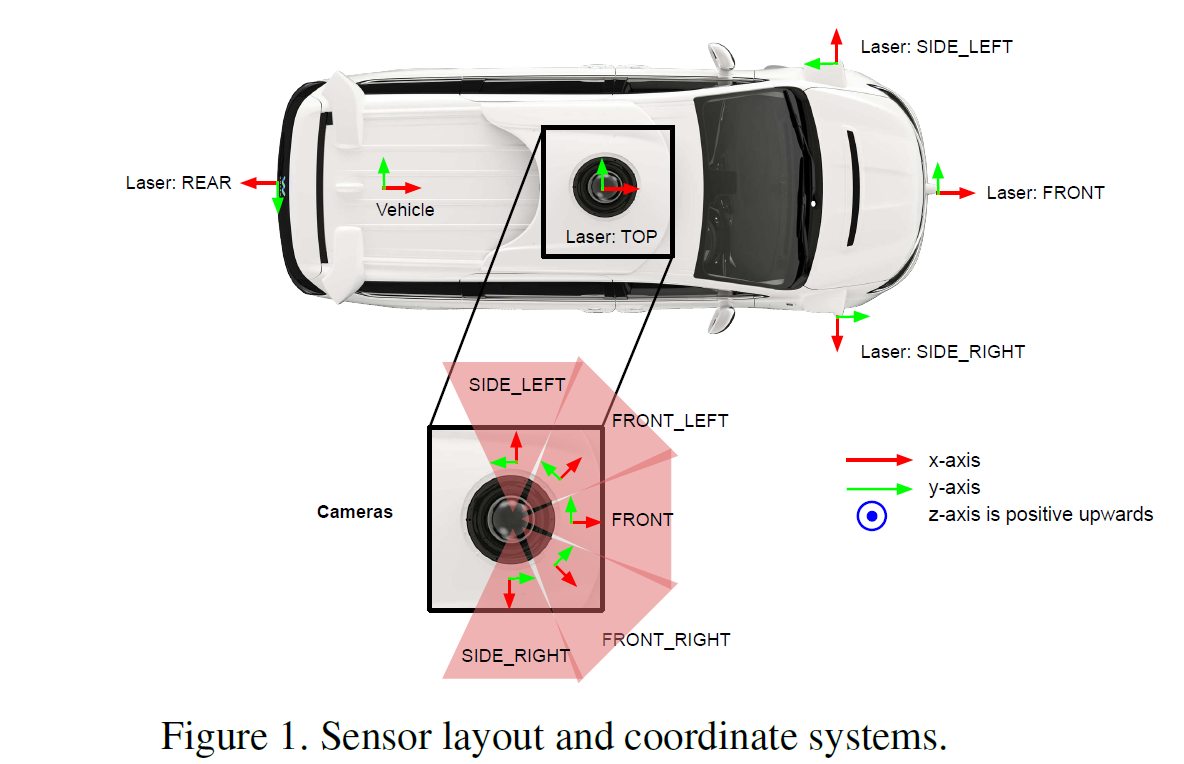 Laser: SIDE_LEFT
Laser: REAR
Vehicle
Laser: FRONT
Laser: TOP
Laser: SIDE_RIGHT
SIDE_LEFT
FRONT_LEFT
x-axis
y-axis
Cameras
FRONT
z-axis is positive upwards
FRONT_RIGHT
SIDE_RIGHT
Figure 1. Sensor layout and coordinate systems.